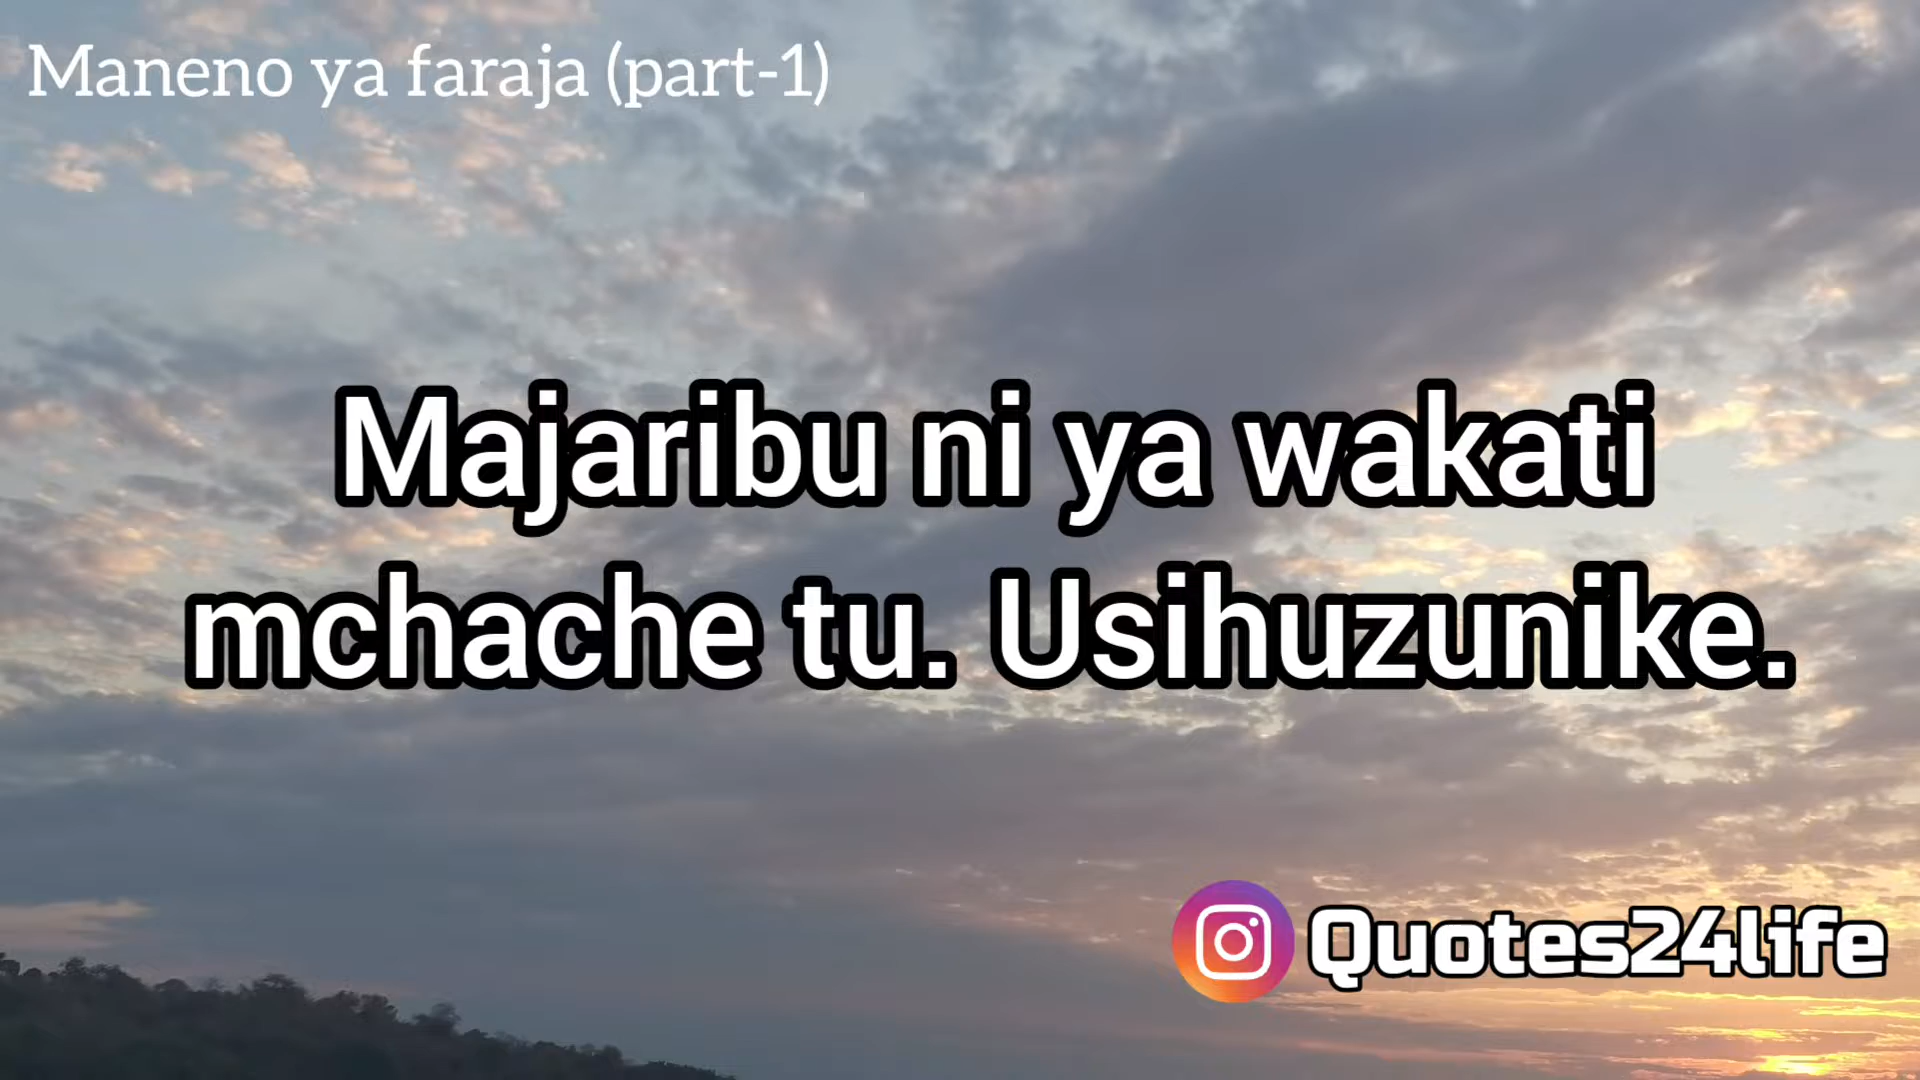 Maneno ya faraja (part-1)
Majaribu ni ya wakati
mchache tu. Usihuzunike.
Quotes24life